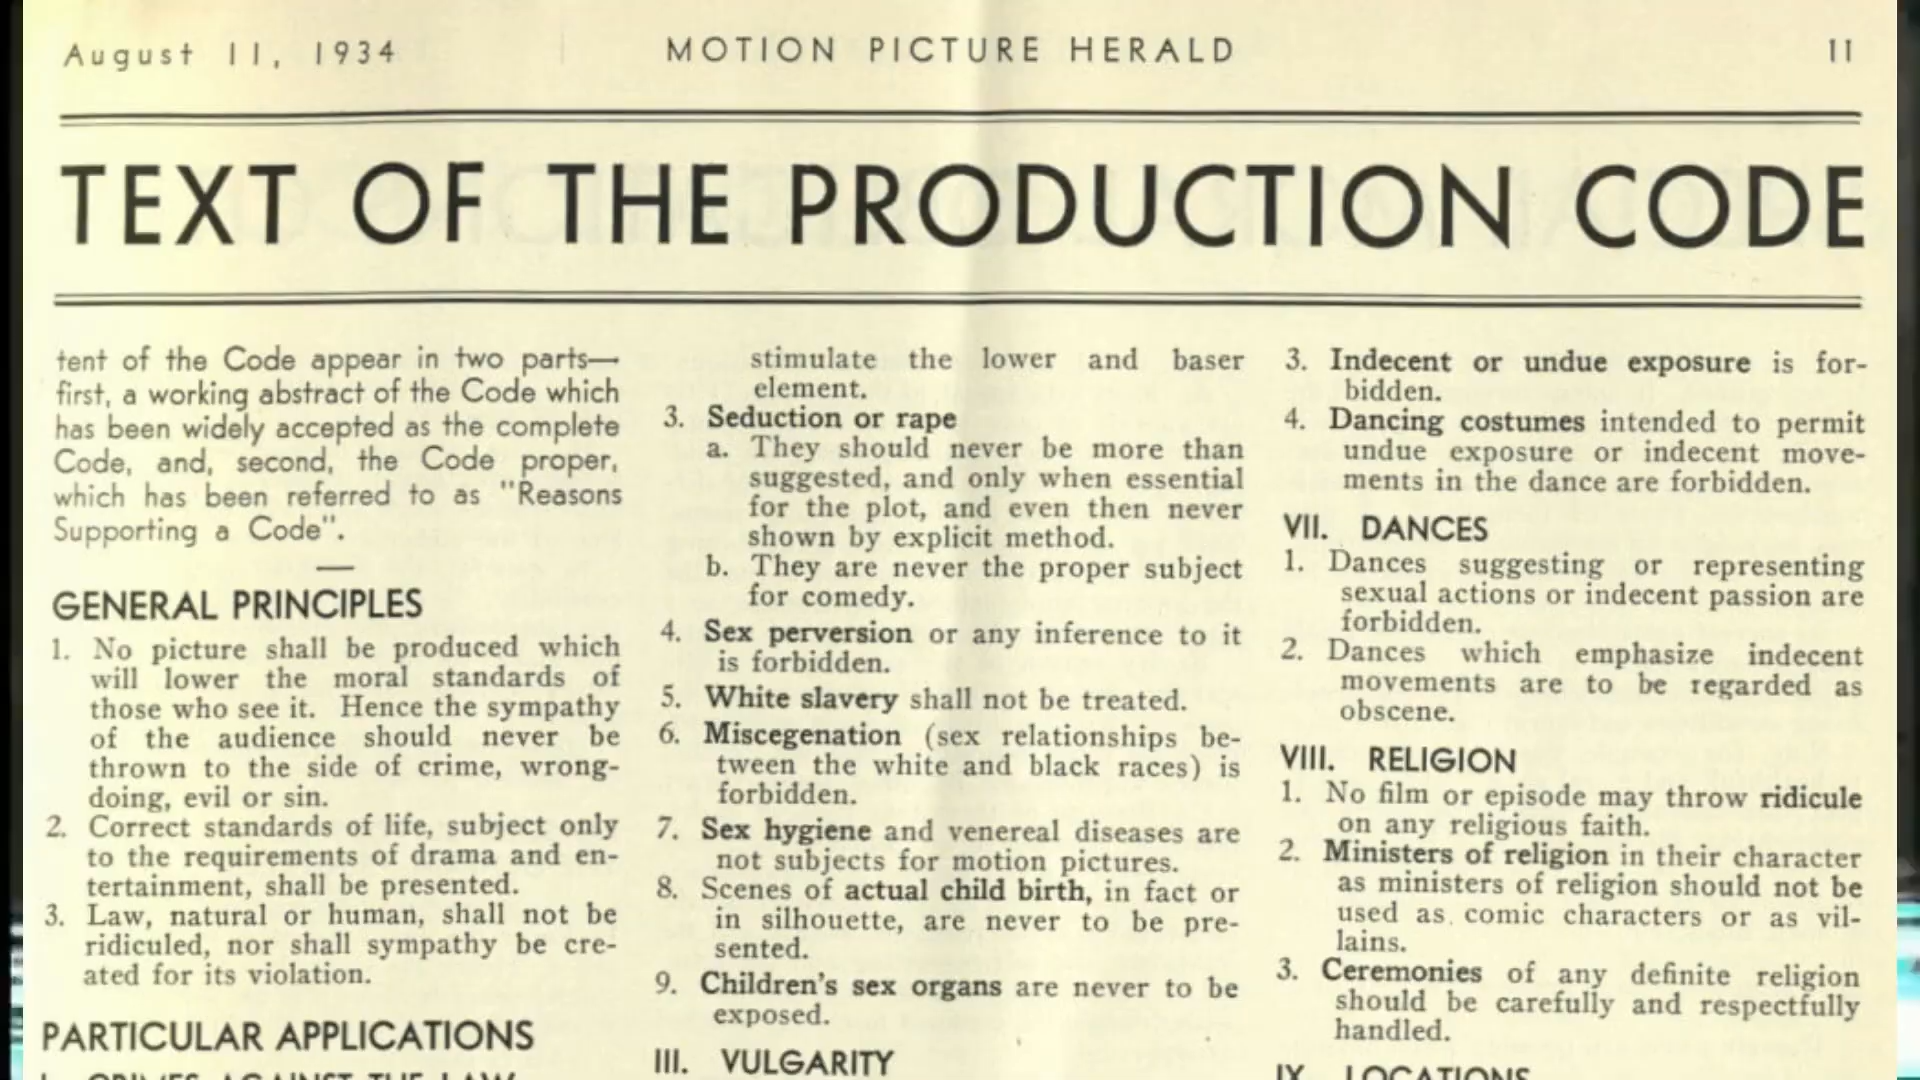 August 11, 1934
MOTION PICTURE HERALD
11
TEXT OF THE PRODUCTION CODE
tent of the Code appear in two parts—
first, a working abstract of the Code which
has been widely accepted as the complete
Code, and, second, the Code proper,
which has been referred to as "Reasons
Supporting a Code".
GENERAL PRINCIPLES
1. No picture shall be produced which
will lower the moral standards of
those who see it. Hence the sympathy
of the audience should never be
thrown to the side of crime, wrong-
doing, evil or sin.
2. Correct standards of life, subject only
to the requirements of drama and en-
tertainment, shall be presented.
3. Law, natural or human, shall not be
ridiculed, nor shall sympathy be cre-
ated for its violation.
PARTICULAR APPLICATIONS
I. CRIMES AGAINST THE LAW
stimulate the lower and baser
element.
3. Seduction or rape
a. They should never be more than
suggested, and only when essential
for the plot, and even then never
shown by explicit method.
b. They are never the proper subject
for comedy.
4. Sex perversion or any inference to it
is forbidden.
5. White slavery shall not be treated.
6. Miscegenation (sex relationships be-
tween the white and black races) is
forbidden.
7. Sex hygiene and venereal diseases are
not subjects for motion pictures.
8. Scenes of actual child birth, in fact or
in silhouette, are never to be pre-
sented.
9. Children's sex organs are never to be
exposed.
III. VULGARITY
3. Indecent or undue exposure is for-
bidden.
4. Dancing costumes intended to permit
undue exposure or indecent move-
ments in the dance are forbidden.
VII. DANCES
1. Dances suggesting or representing
sexual actions or indecent passion are
forbidden.
2. Dances which emphasize indecent
movements are to be regarded as
obscene.
VIII. RELIGION
1. No film or episode may throw ridicule
on any religious faith.
2. Ministers of religion in their character
as ministers of religion should not be
used as comic characters or as vil-
lains.
3. Ceremonies of any definite religion
should be carefully and respectfully
handled.
IX. LOCATIONS